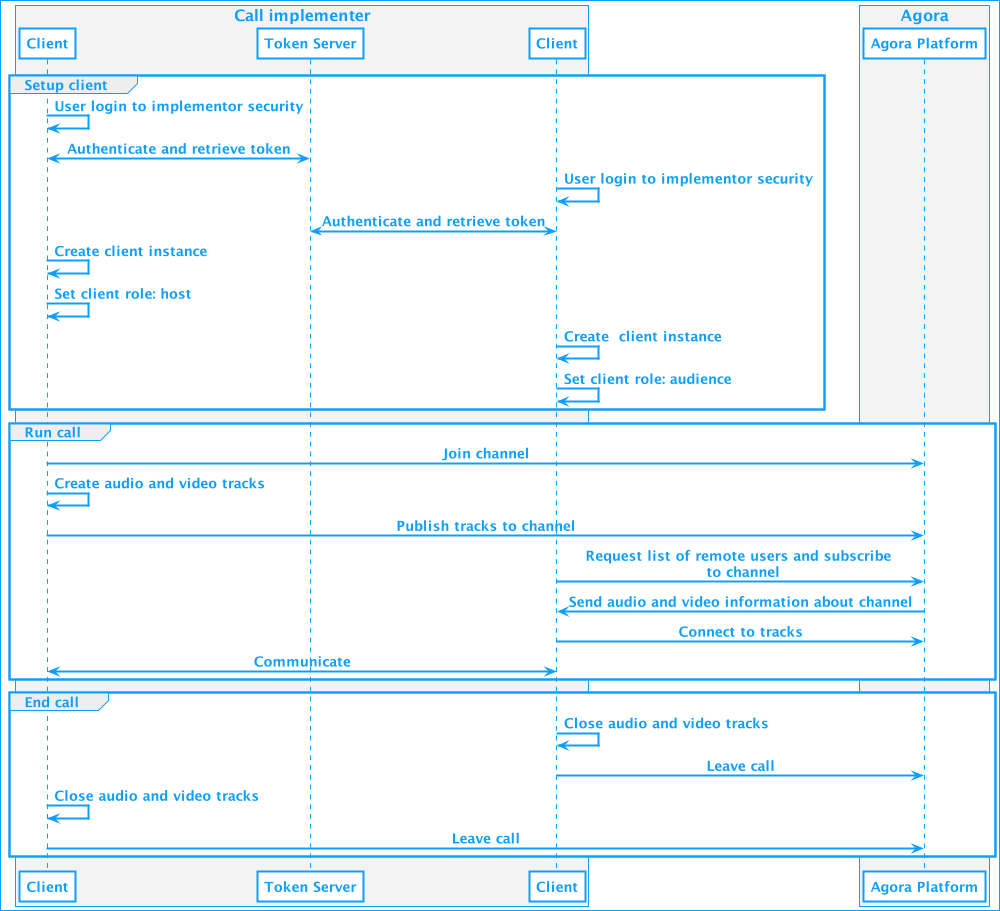 Call implementer
Agora
Client
Token Server
Client
Agora Platform
Setup client
User login to implementor security
Authenticate and retrieve token
User login to implementor security
Authenticate and retrieve token
Create client instance
Set client role: host
Create  client instance
Set client role: audience
Run call
Join channel
Create audio and video tracks
Publish tracks to channel
Request list of remote users and subscribe
to channel
Send audio and video information about channel
Connect to tracks
Communicate
End call
Close audio and video tracks
Leave call
Close audio and video tracks
Leave call
Client
Token Server
Client
Agora Platform